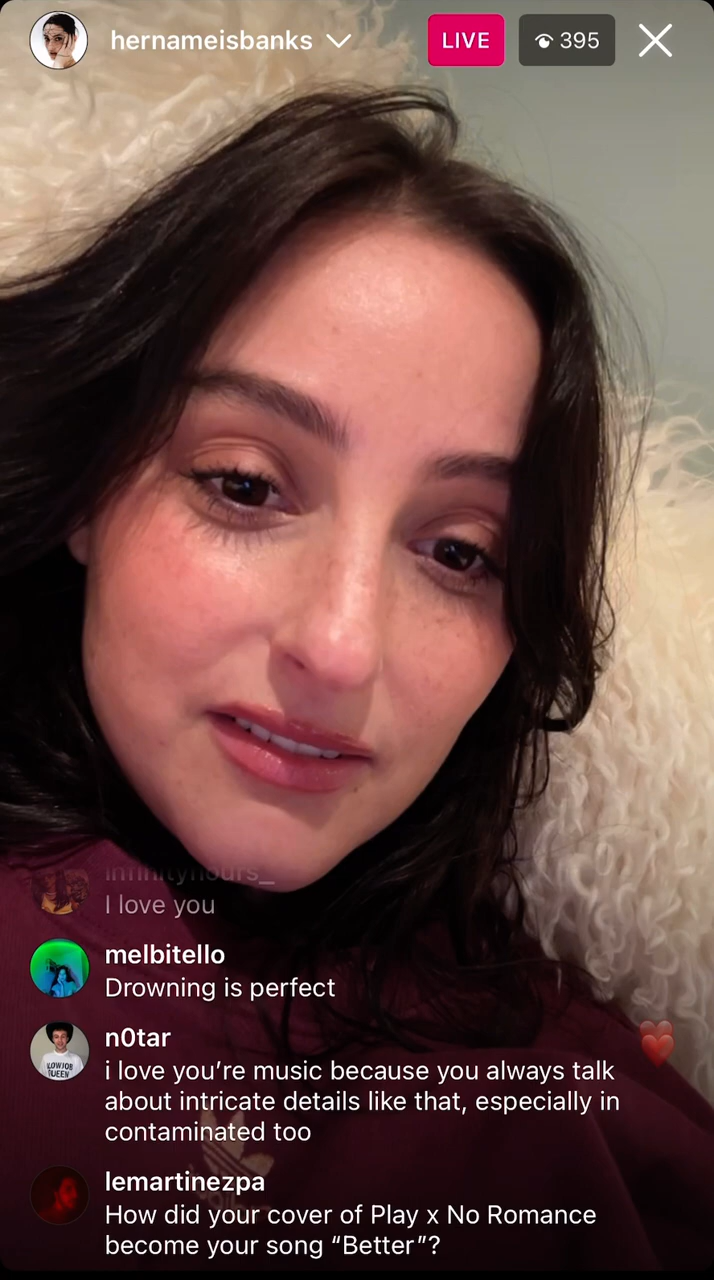 hernameisbanks
LIVE
395
infinityhours_
I love you
melbitello
Drowning is perfect
n0tar
i love you’re music because you always talk
about intricate details like that, especially in
contaminated too
lemartinezpa
How did your cover of Play x No Romance
become your song “Better”?